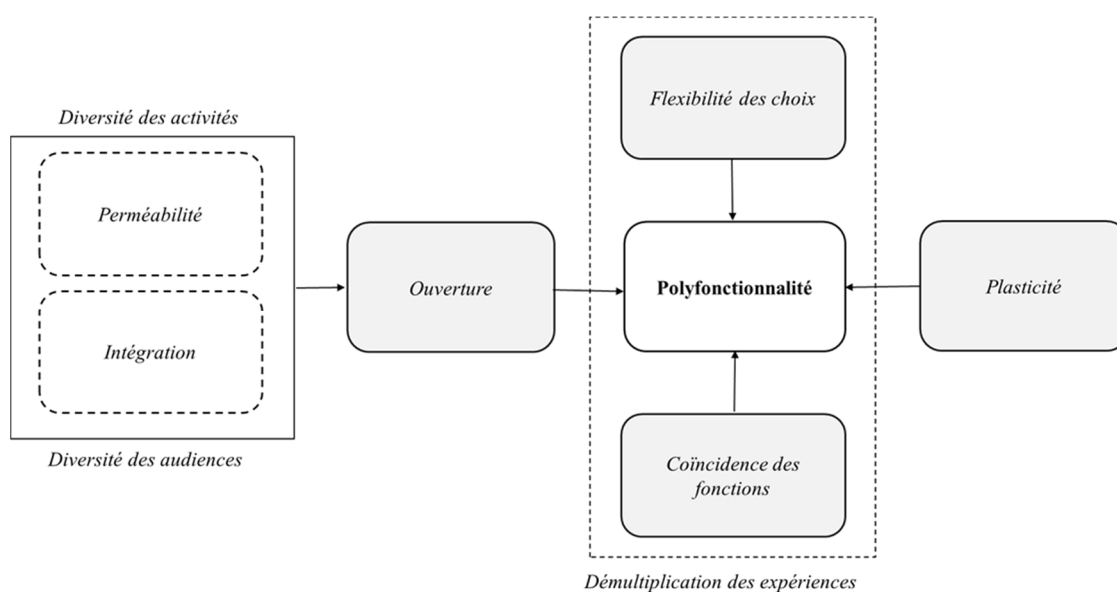 Diversité des activités
Perméabilité
Intégration
Diversité des audiences
Ouverture
Flexibilité des choix
Polyfonctionnalité
Coïncidence des
fonctions
Démultiplication des expériences
Plasticité